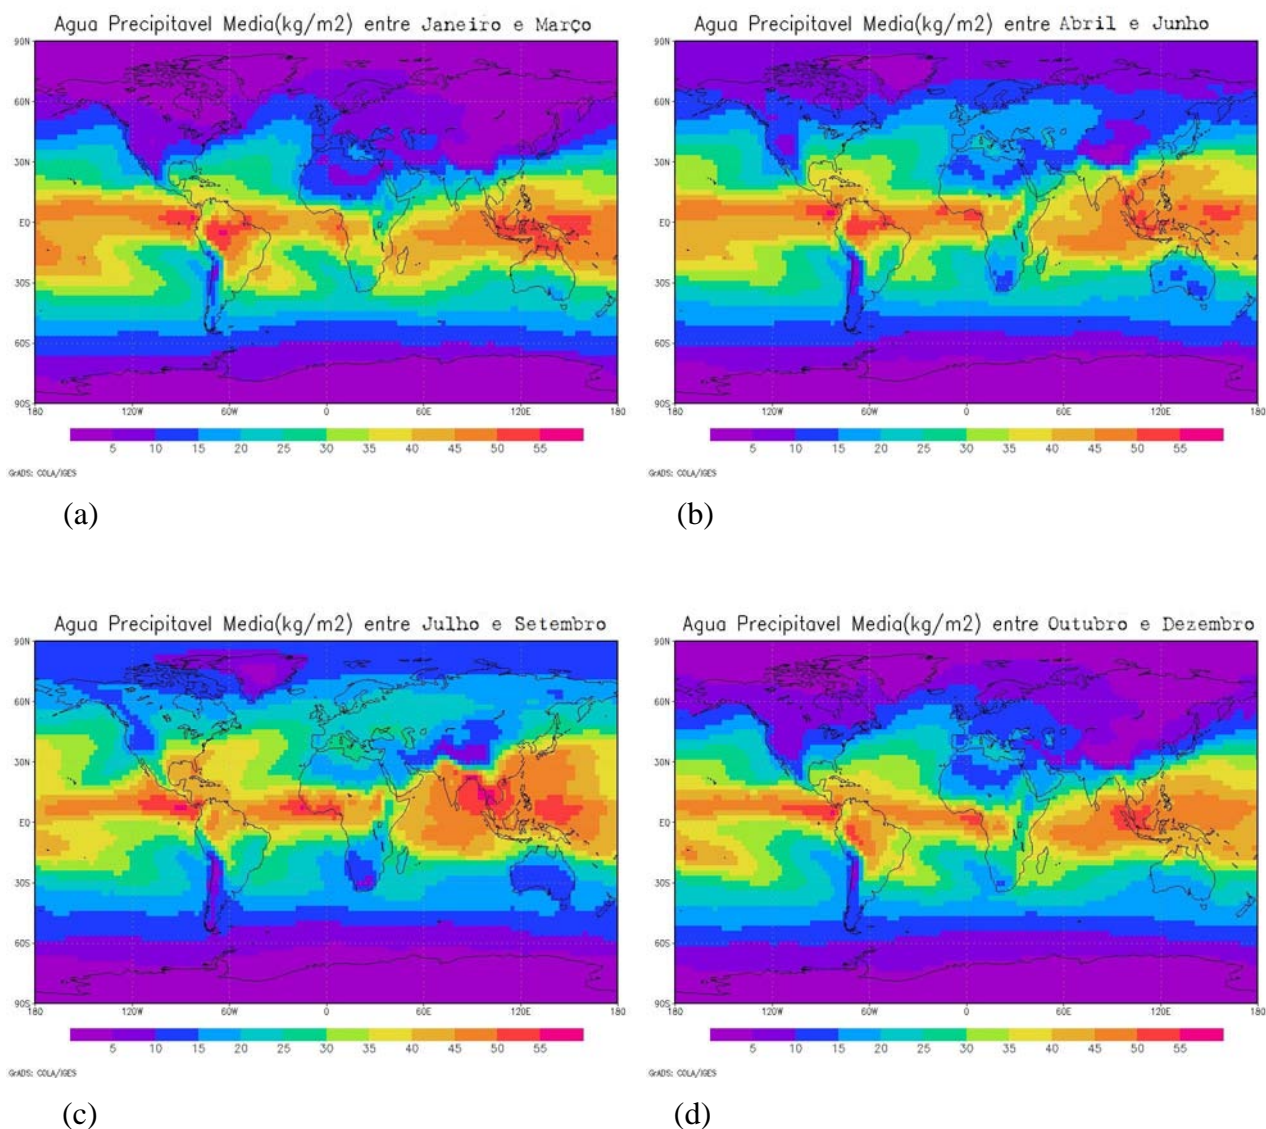 Agua Precipitavel Media(kg/m2) entre Janeiro e Março
90N
60N
30N
EQ
30S
60S
90S
180 120W 60W 0 60E 120E 180
5 10 15 20 25 30 35 40 45 50 55
GrADS: COLA/IGES
(a)
Agua Precipitavel Media(kg/m2) entre Abril e Junho
90N
60N
30N
EQ
30S
60S
90S
180 120W 60W 0 60E 120E 180
5 10 15 20 25 30 35 40 45 50 55
GrADS: COLA/IGES
(b)
Agua Precipitavel Media(kg/m2) entre Julho e Setembro
90N
60N
30N
EQ
30S
60S
90S
180 120W 60W 0 60E 120E 180
5 10 15 20 25 30 35 40 45 50 55
GrADS: COLA/IGES
(c)
Agua Precipitavel Media(kg/m2) entre Outubro e Dezembro
90N
60N
30N
EQ
30S
60S
90S
180 120W 60W 0 60E 120E 180
5 10 15 20 25 30 35 40 45 50 55
GrADS: COLA/IGES
(d)